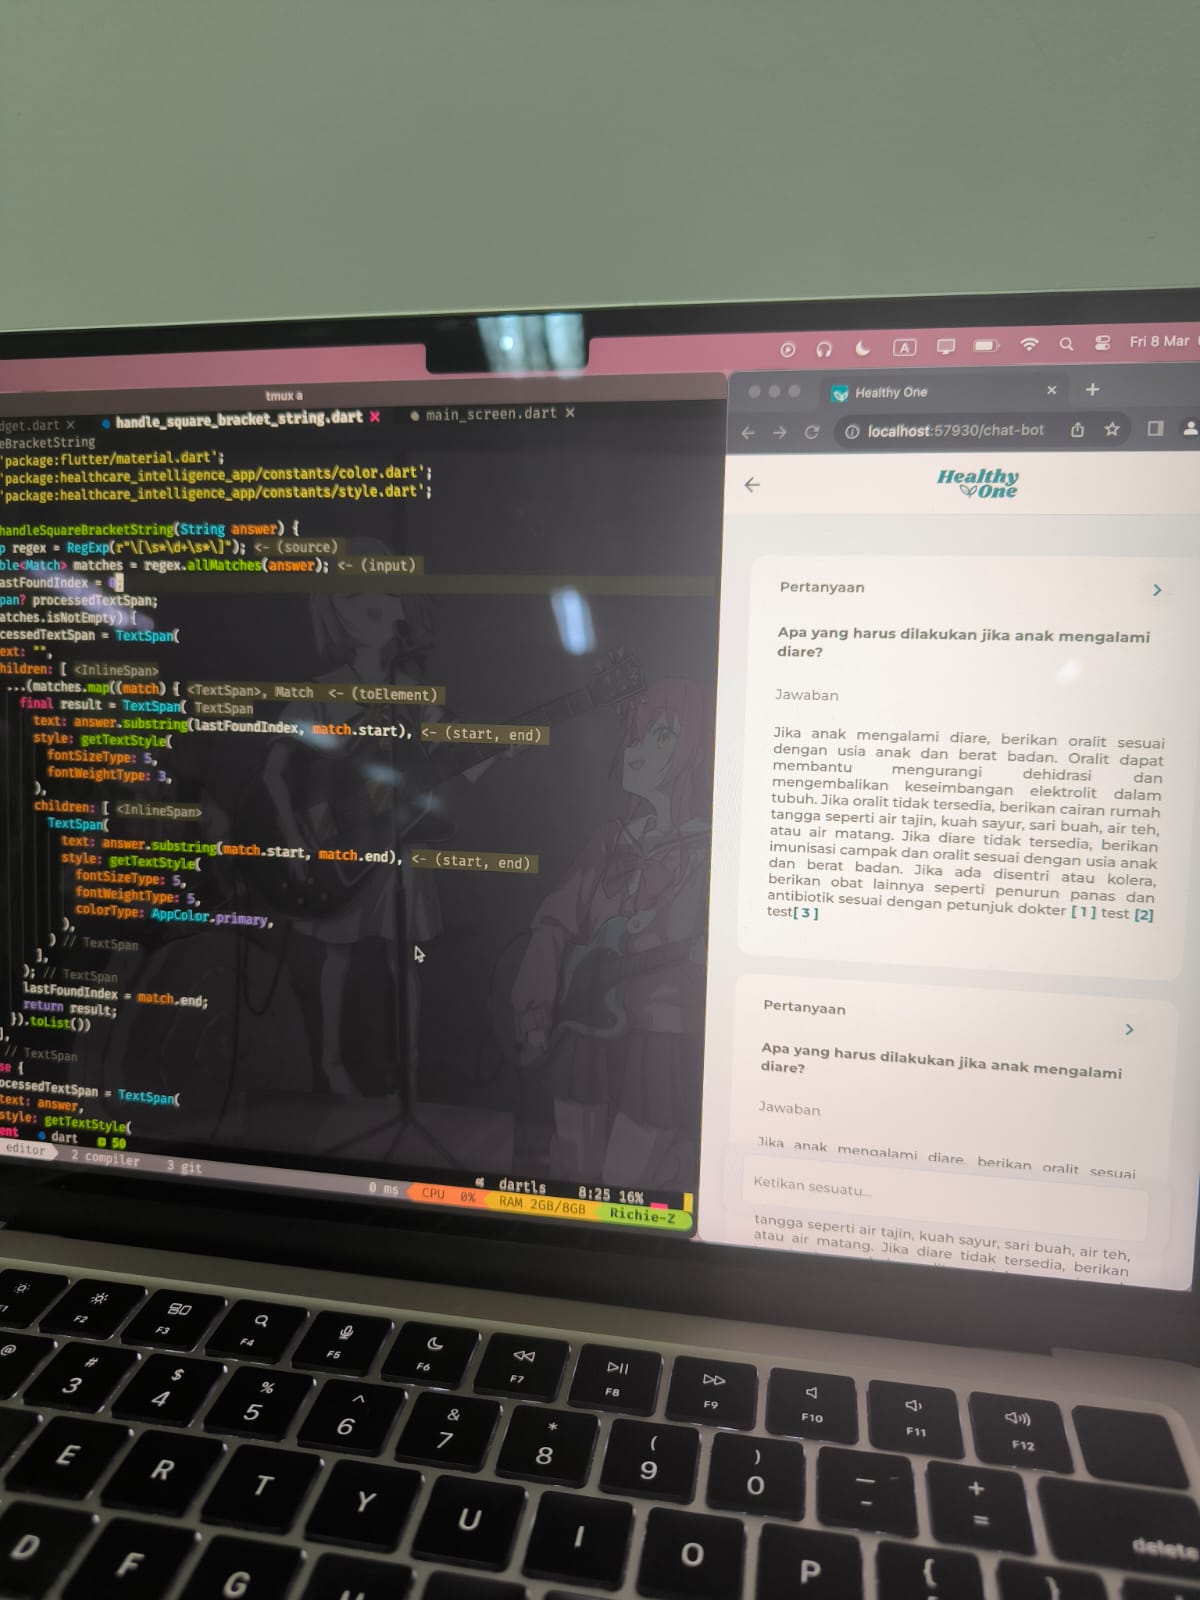 Fri 8 Mar
tmux a
dget.dart ×
handle_square_bracket_string.dart ×
main_screen.dart ×
eBracketString
'package:flutter/material.dart';
'package:healthcare_intelligence_app/constants/color.dart';
'package:healthcare_intelligence_app/constants/style.dart';
handleSquareBracketString(String answer) {
p regex = RegExp(r"\[\s*\d+\s*\]"); <- (source)
ble<Match> matches = regex.allMatches(answer); <- (input)
astFoundIndex = 0;
pan? processedTextSpan;
atches.isNotEmpty) {
cessedTextSpan = TextSpan(
ext: "",
hildren: [ <InlineSpan>
...(matches.map((match) { <TextSpan>, Match <- (toElement)
final result = TextSpan( TextSpan
text: answer.substring(lastFoundIndex, match.start), <- (start, end)
style: getTextStyle(
fontSizeType: 5,
fontWeightType: 3,
),
children: [ <InlineSpan>
TextSpan(
text: answer.substring(match.start, match.end), <- (start, end)
style: getTextStyle(
fontSizeType: 5,
fontWeightType: 5,
colorType: AppColor.primary,
),
) // TextSpan
],
); // TextSpan
lastFoundIndex = match.end;
return result;
}).toList())
],
// TextSpan
se {
ocessedTextSpan = TextSpan(
text: answer,
style: getTextStyle(
ent dart 50
editor 2 compiler 3 git
dartls 8:25 16%
0 ms CPU 0% RAM 2GB/8GB Richie-Z
Healthy One × +
localhost:57930/chat-bot
Healthy
One
Pertanyaan
Apa yang harus dilakukan jika anak mengalami
diare?
Jawaban
Jika anak mengalami diare, berikan oralit sesuai
dengan usia anak dan berat badan. Oralit dapat
membantu mengurangi dehidrasi dan
mengembalikan keseimbangan elektrolit dalam
tubuh. Jika oralit tidak tersedia, berikan cairan rumah
tangga seperti air tajin, kuah sayur, sari buah, air teh,
atau air matang. Jika diare tidak tersedia, berikan
imunisasi campak dan oralit sesuai dengan usia anak
dan berat badan. Jika ada disentri atau kolera,
berikan obat lainnya seperti penurun panas dan
antibiotik sesuai dengan petunjuk dokter [ 1 ] test [2]
test[ 3 ]
Pertanyaan
Apa yang harus dilakukan jika anak mengalami
diare?
Jawaban
Jika anak mengalami diare, berikan oralit sesuai
Ketikan sesuatu...
tangga seperti air tajin, kuah sayur, sari buah, air teh,
atau air matang. Jika diare tidak tersedia, berikan
F2 F3 F4 F5 F6 F7 F8 F9 F10 F11 F12
@ # $ % ^ & * ( ) _ +
3 4 5 6 7 8 9 0 - =
E R T Y U I O P { }
delete
D F G